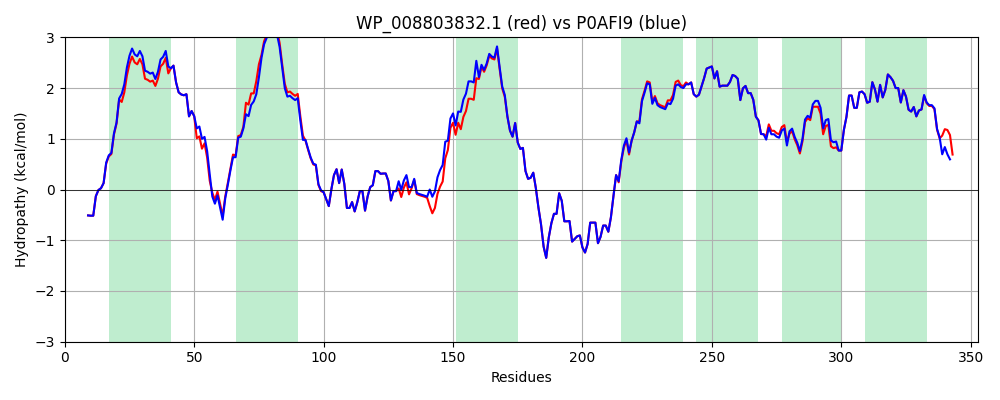 WP_008803832.1 (red) vs P0AFI9 (blue)
Hydropathy (kcal/mol)
3
2
1
0
−1
−2
−3
0 50 100 150 200 250 300 350
Residues